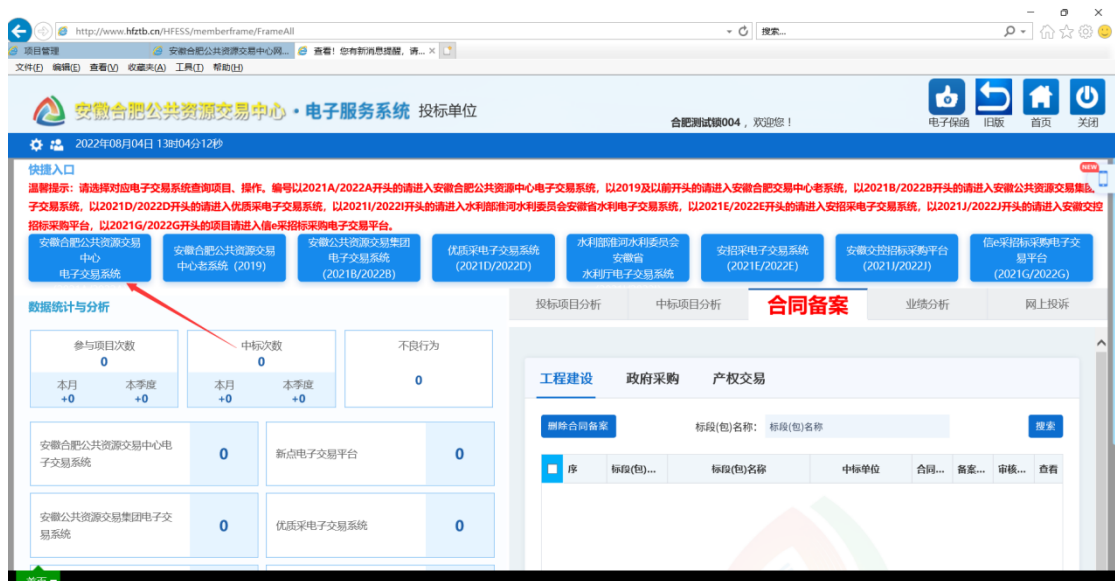 http://www.hfztb.cn/HFESS/memberframe/FrameAll
搜索...
项目管理
安徽合肥公共资源交易中心网...
查看！您有新消息提醒，请...
文件(F) 编辑(E) 查看(V) 收藏夹(A) 工具(T) 帮助(H)
安徽合肥公共资源交易中心·电子服务系统 投标单位
合肥测试锁004，欢迎您！
电子保函 旧版 首页 关闭
2022年08月04日 13时04分12秒
快捷入口
NEW
温馨提示：请选择对应电子交易系统查询项目、操作。编号以2021A/2022A开头的请进入安徽合肥公共资源中心电子交易系统，以2019及以前开头的请进入安徽合肥交易中心老系统，以2021B/2022B开头的请进入安徽公共资源交易集团
子交易系统，以2021D/2022D开头的请进入优质采电子交易系统，以2021I/2022I开头的请进入水利部淮河水利委员会安徽省水利电子交易系统，以2021E/2022E开头的请进入安招采电子交易系统，以2021J/2022J开头的请进入安徽交控
招标采购平台，以2021G/2022G开头的项目请进入信e采招标采购电子交易平台。
安徽合肥公共资源交易
中心
电子交易系统
安徽合肥公共资源交易
中心老系统（2019）
安徽公共资源交易集团
电子交易系统
（2021B/2022B）
优质采电子交易系统
（2021D/2022D）
水利部淮河水利委员会
安徽省
水利厅电子交易系统
安招采电子交易系统
（2021E/2022E）
安徽交控招标采购平台
（2021J/2022J）
信e采招标采购电子交
易平台
（2021G/2022G）
数据统计与分析
投标项目分析 中标项目分析 合同备案 业绩分析 网上投诉
参与项目次数
0
本月 本季度
+0 +0
中标次数
0
本月 本季度
+0 +0
不良行为
0
工程建设 政府采购 产权交易
删除合同备案 标段(包)名称： 标段(包)名称 搜索
序 标段(包)... 标段(包)名称 中标单位 合同... 备案... 审核... 查看
安徽合肥公共资源交易中心电
子交易系统
0
新点电子交易平台
0
安徽公共资源交易集团电子交
易系统
0
优质采电子交易系统
0
首页